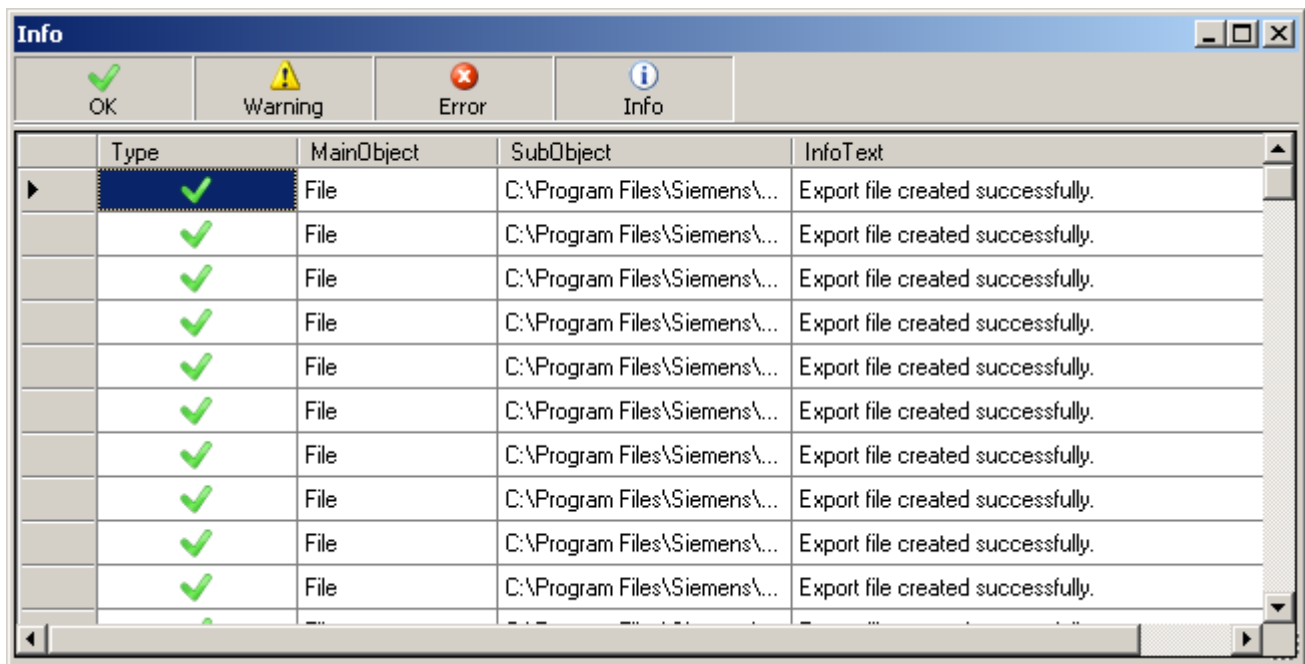 Info
OK Warning Error Info
Type MainObject SubObject InfoText
File C:\Program Files\Siemens\... Export file created successfully.
File C:\Program Files\Siemens\... Export file created successfully.
File C:\Program Files\Siemens\... Export file created successfully.
File C:\Program Files\Siemens\... Export file created successfully.
File C:\Program Files\Siemens\... Export file created successfully.
File C:\Program Files\Siemens\... Export file created successfully.
File C:\Program Files\Siemens\... Export file created successfully.
File C:\Program Files\Siemens\... Export file created successfully.
File C:\Program Files\Siemens\... Export file created successfully.
File C:\Program Files\Siemens\... Export file created successfully.